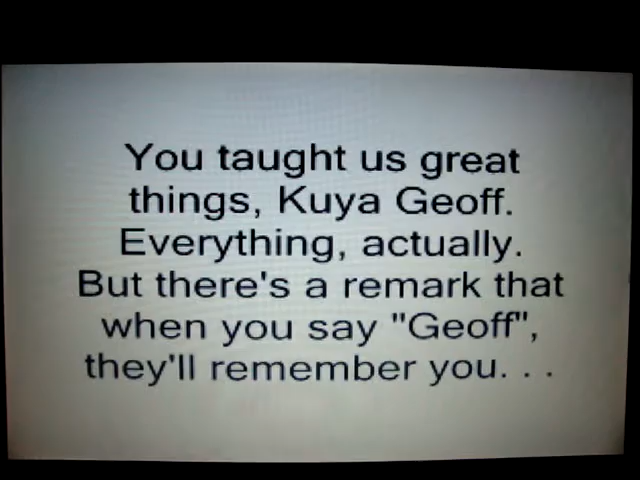 You taught us great
things, Kuya Geoff.
Everything, actually.
But there's a remark that
when you say "Geoff",
they'll remember you. . .